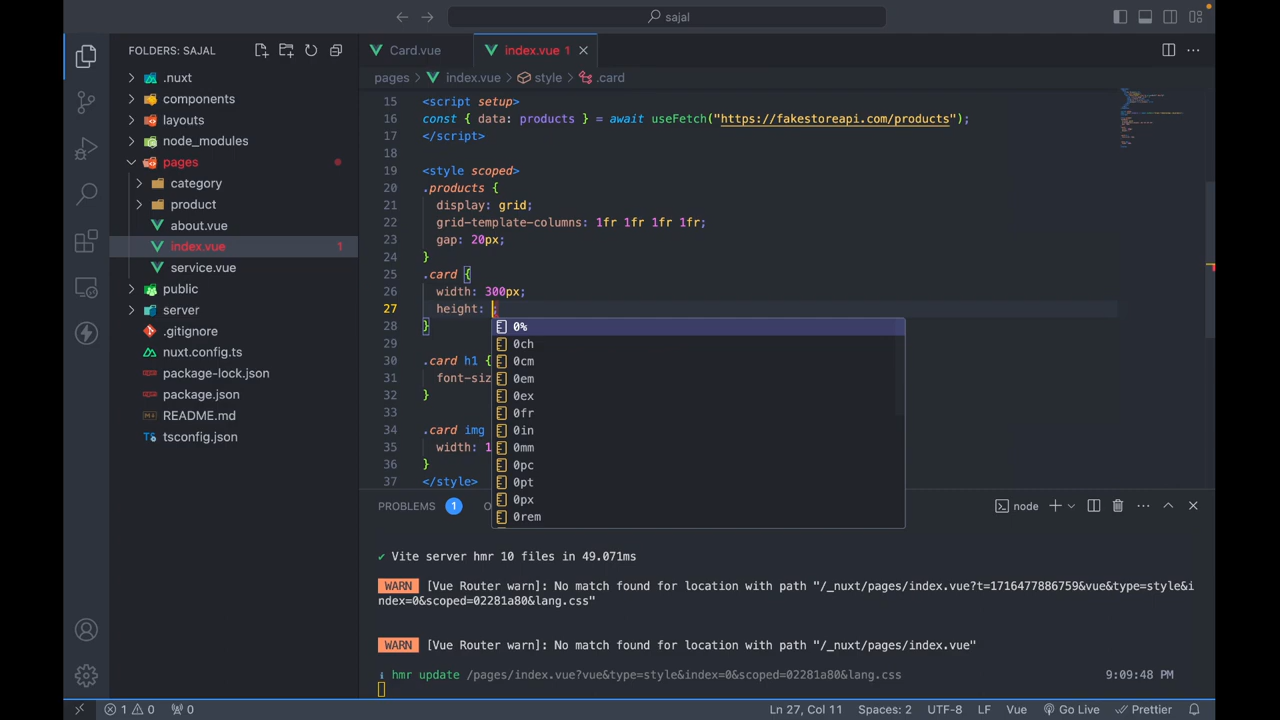 sajal
FOLDERS: SAJAL
.nuxt
components
layouts
node_modules
pages
category
product
about.vue
index.vue 1
service.vue
public
server
.gitignore
nuxt.config.ts
package-lock.json
package.json
README.md
tsconfig.json
Card.vue index.vue 1
pages > index.vue > style > .card
15 <script setup>
16 const { data: products } = await useFetch("https://fakestoreapi.com/products");
17 </script>
18
19 <style scoped>
20 .products {
21 display: grid;
22 grid-template-columns: 1fr 1fr 1fr 1fr;
23 gap: 20px;
24 }
25 .card {
26 width: 300px;
27 height: ;
28 }
29
30 .card h1 {
31 font-siz
32 }
33
34 .card img
35 width: 1
36 }
37 </style>
0%
0ch
0cm
0em
0ex
0fr
0in
0mm
0pc
0pt
0px
0rem
PROBLEMS 1 O node
✔ Vite server hmr 10 files in 49.071ms
WARN [Vue Router warn]: No match found for location with path "/_nuxt/pages/index.vue?t=1716477886759&vue&type=style&i
ndex=0&scoped=02281a80&lang.css"
WARN [Vue Router warn]: No match found for location with path "/_nuxt/pages/index.vue"
ℹ hmr update /pages/index.vue?vue&type=style&index=0&scoped=02281a80&lang.css 9:09:48 PM
1 0 0 Ln 27, Col 11 Spaces: 2 UTF-8 LF Vue Go Live Prettier